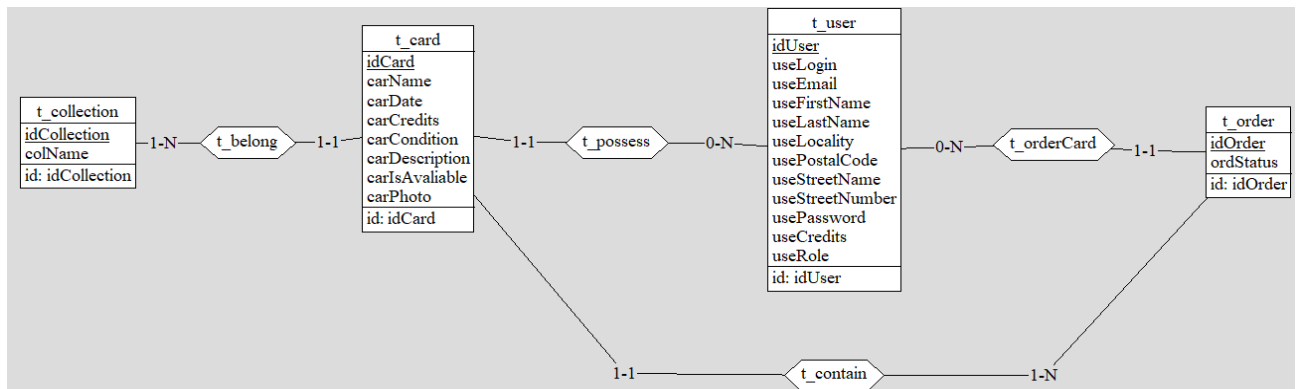 t_collection
idCollection
colName
id: idCollection
1-N
t_belong
1-1
t_card
idCard
carName
carDate
carCredits
carCondition
carDescription
carIsAvaliable
carPhoto
id: idCard
1-1
t_possess
0-N
t_user
idUser
useLogin
useEmail
useFirstName
useLastName
useLocality
usePostalCode
useStreetName
useStreetNumber
usePassword
useCredits
useRole
id: idUser
0-N
t_orderCard
1-1
t_order
idOrder
ordStatus
id: idOrder
1-1
t_contain
1-N